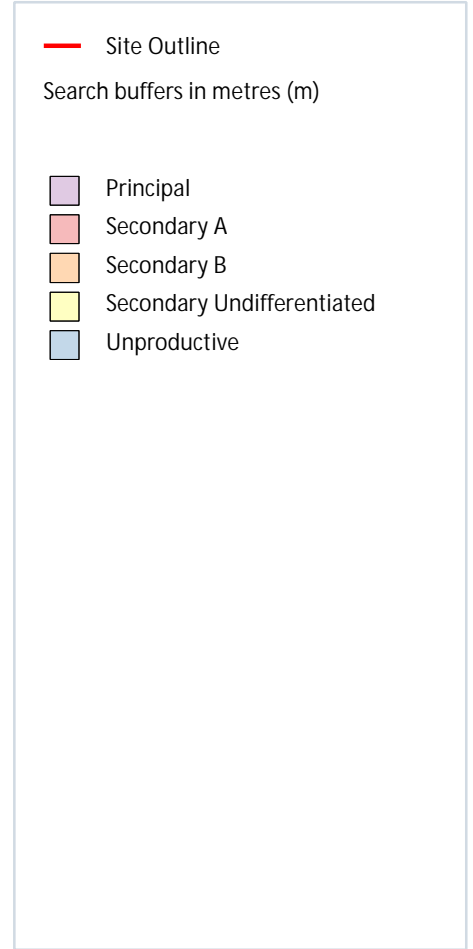 Site Outline
Search buffers in metres (m)
Principal
Secondary A
Secondary B
Secondary Undifferentiated
Unproductive